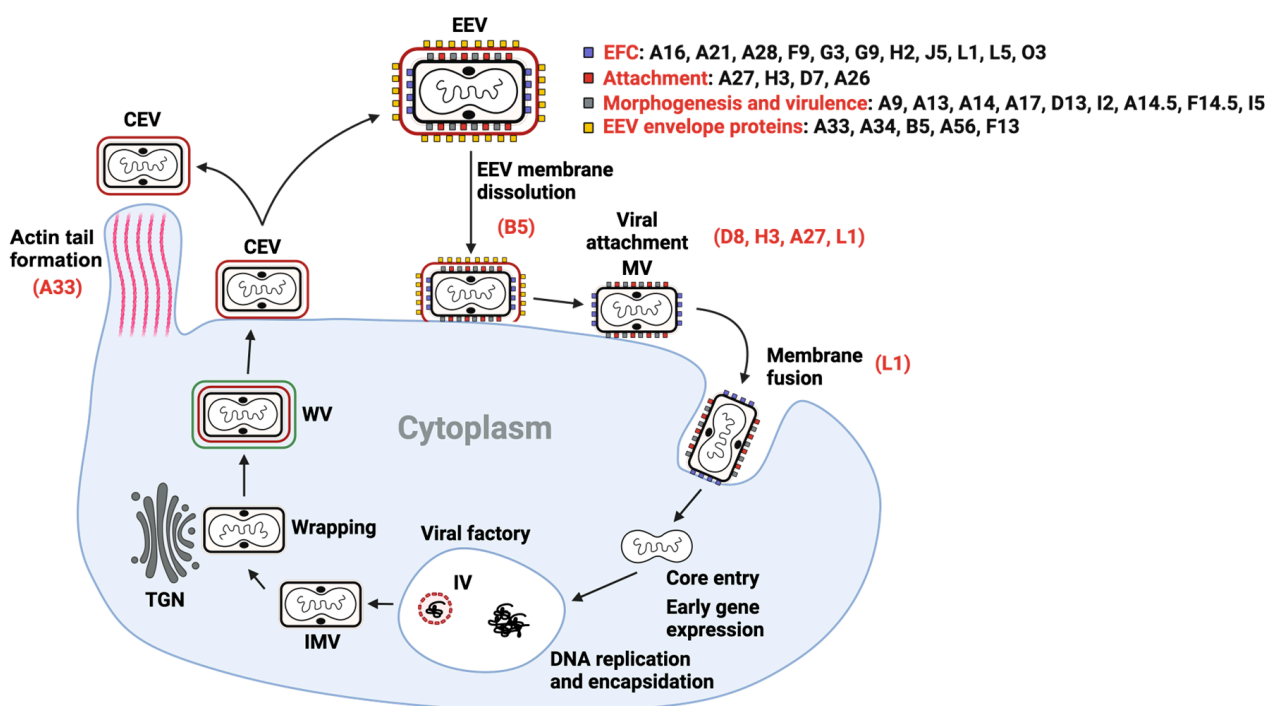 EEV
EFC: A16, A21, A28, F9, G3, G9, H2, J5, L1, L5, O3
Attachment: A27, H3, D7, A26
Morphogenesis and virulence: A9, A13, A14, A17, D13, I2, A14.5, F14.5, I5
EEV envelope proteins: A33, A34, B5, A56, F13
CEV
EEV membrane
dissolution
(B5)
Viral
attachment
(D8, H3, A27, L1)
MV
Actin tail
formation
(A33)
CEV
Membrane
fusion
(L1)
WV
Cytoplasm
Wrapping
TGN
Viral factory
IV
IMV
Core entry
Early gene
expression
DNA replication
and encapsidation